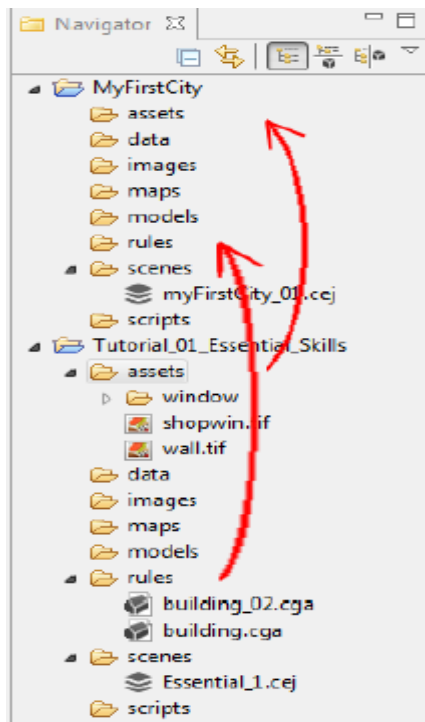 Navigator
MyFirstCity
assets
data
images
maps
models
rules
scenes
myFirstCity_01.cej
scripts
Tutorial_01_Essential_Skills
assets
window
shopwin.tif
wall.tif
data
images
maps
models
rules
building_02.cga
building.cga
scenes
Essential_1.cej
scripts